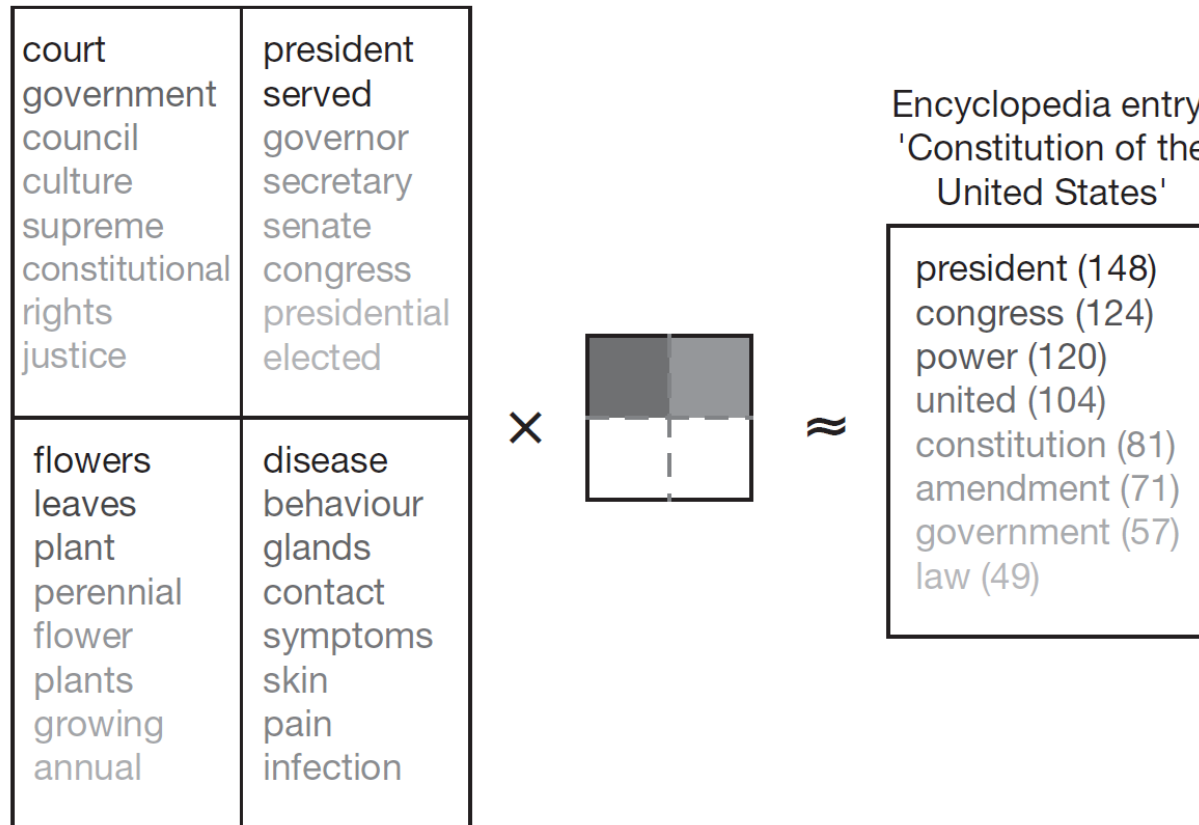 court
government
council
culture
supreme
constitutional
rights
justice
president
served
governor
secretary
senate
congress
presidential
elected
flowers
leaves
plant
perennial
flower
plants
growing
annual
disease
behaviour
glands
contact
symptoms
skin
pain
infection
×
≈
Encyclopedia entry
'Constitution of the
United States'
president (148)
congress (124)
power (120)
united (104)
constitution (81)
amendment (71)
government (57)
law (49)